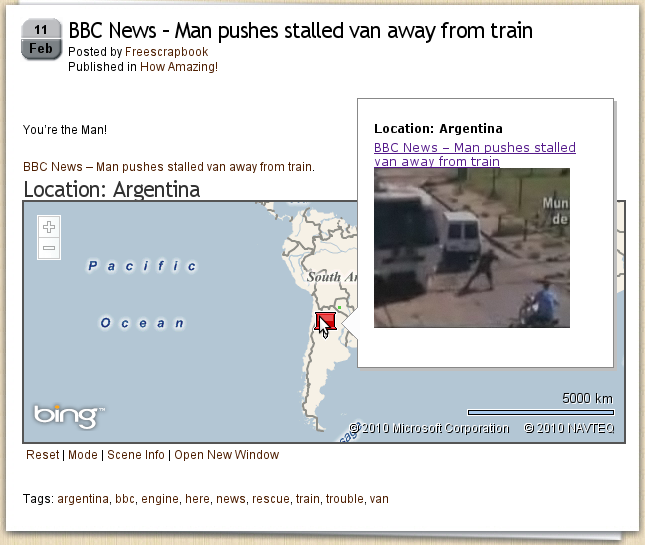 11
Feb
BBC News – Man pushes stalled van away from train
Posted by Freescrapbook
Published in How Amazing!
You're the Man!
BBC News – Man pushes stalled van away from train.
Location: Argentina
Location: Argentina
BBC News – Man pushes stalled
van away from train
Mun
de
Pacific
Ocean
South Am
bing™
5000 km
© 2010 Microsoft Corporation © 2010 NAVTEQ
Reset | Mode | Scene Info | Open New Window
Tags: argentina, bbc, engine, here, news, rescue, train, trouble, van